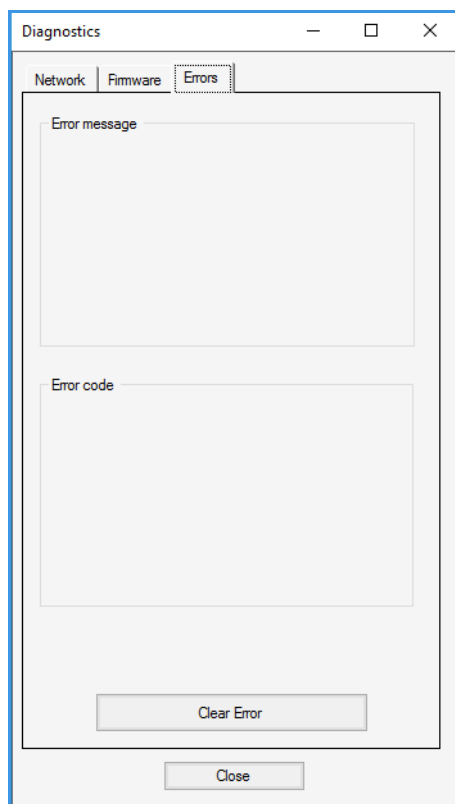 Diagnostics
Network Firmware Errors
Error message
Error code
Clear Error
Close